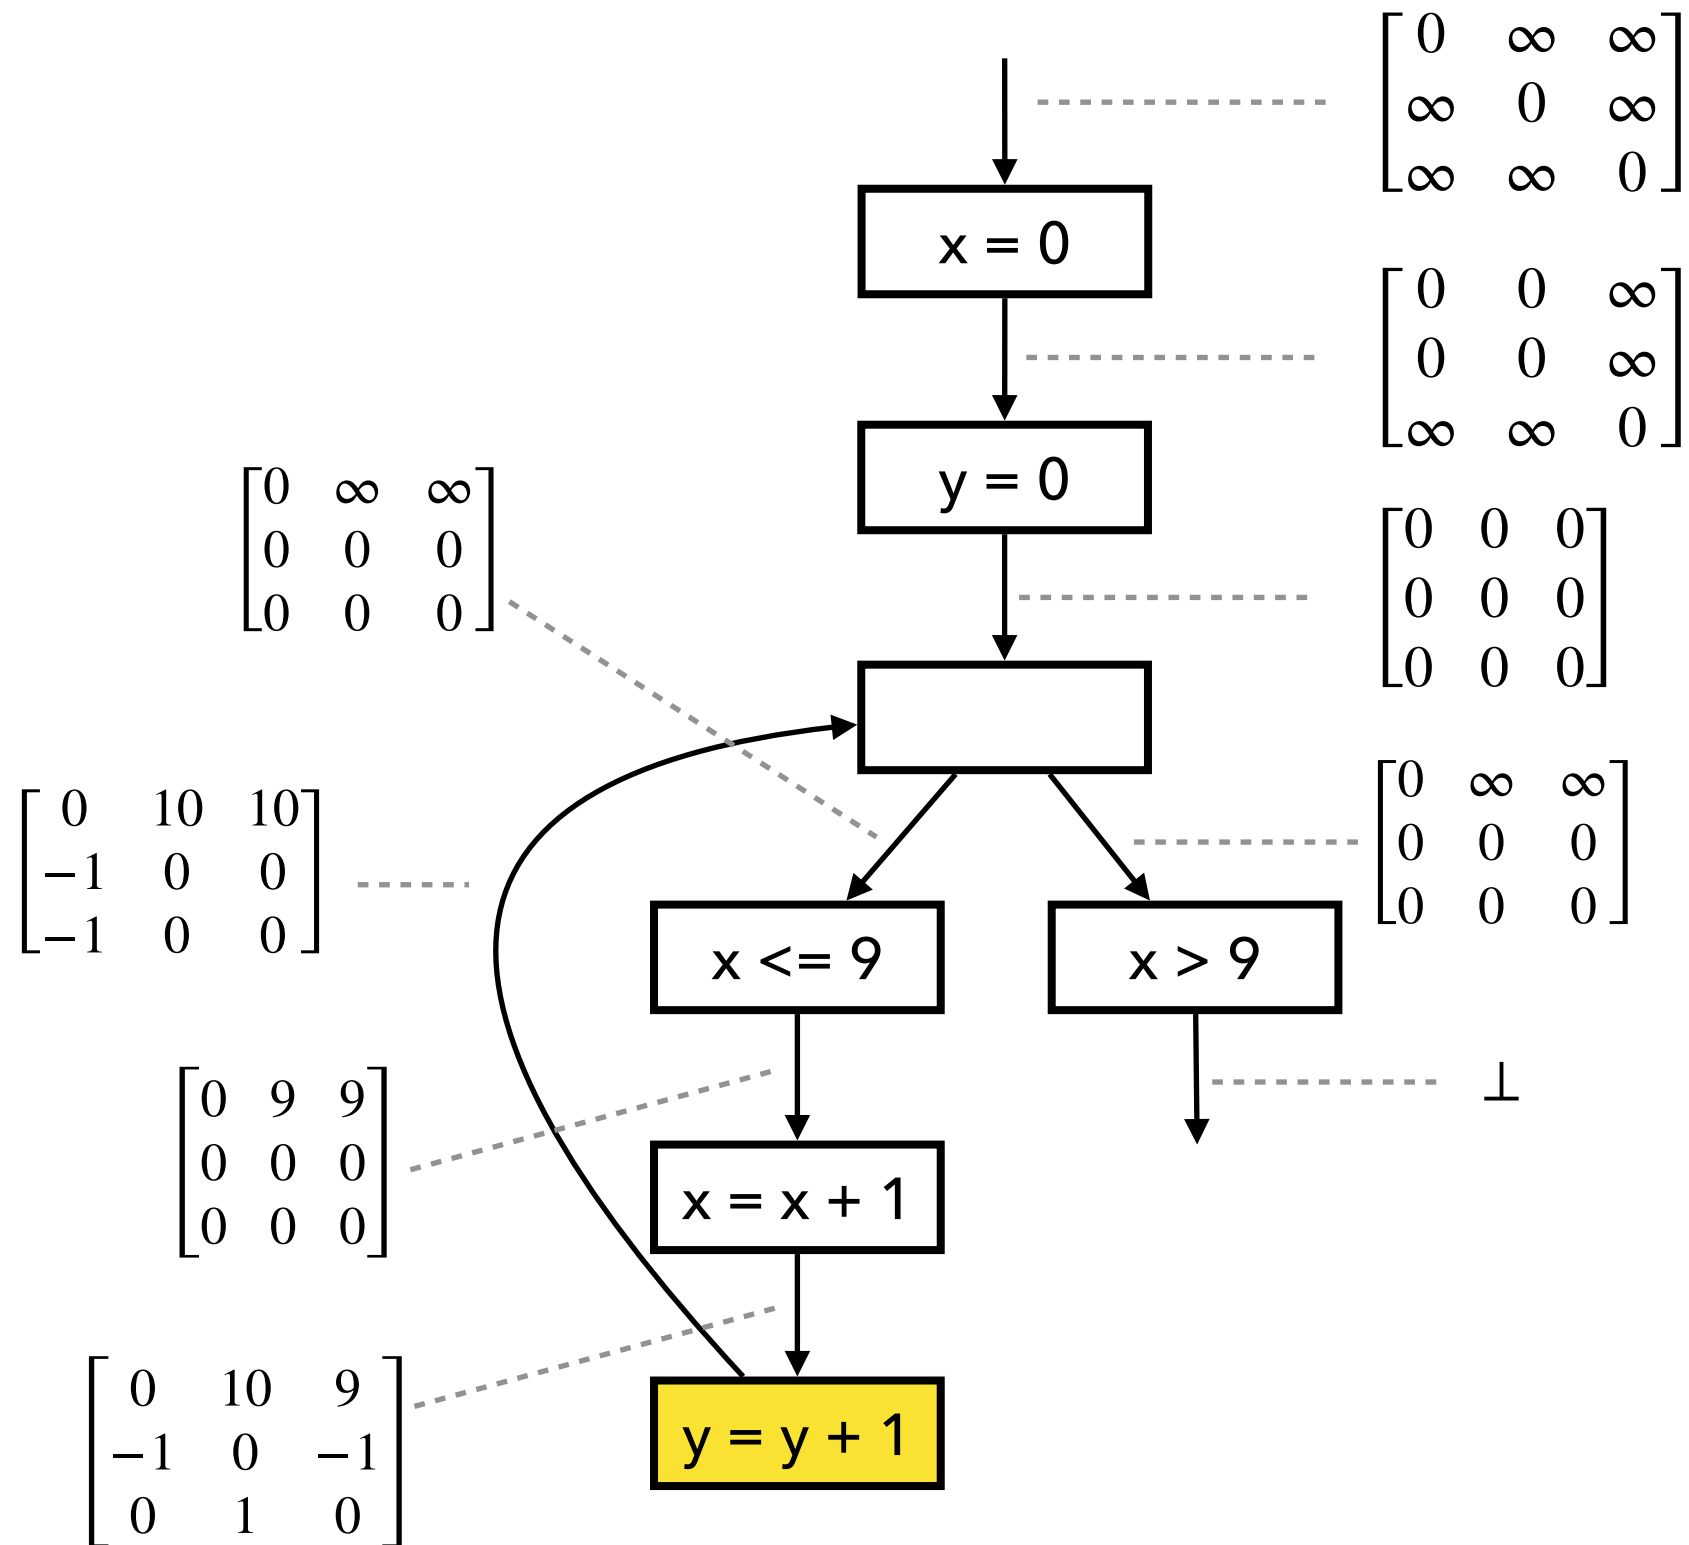 0 ∞ ∞
∞ 0 ∞
∞ ∞ 0
x = 0
0 0 ∞
0 0 ∞
∞ ∞ 0
y = 0
0 ∞ ∞
0 0 0
0 0 0
0 0 0
0 0 0
0 0 0
0 10 10
−1 0 0
−1 0 0
0 ∞ ∞
0 0 0
0 0 0
x <= 9
x > 9
0 9 9
0 0 0
0 0 0
⊥
x = x + 1
0 10 9
−1 0 −1
0 1 0
y = y + 1